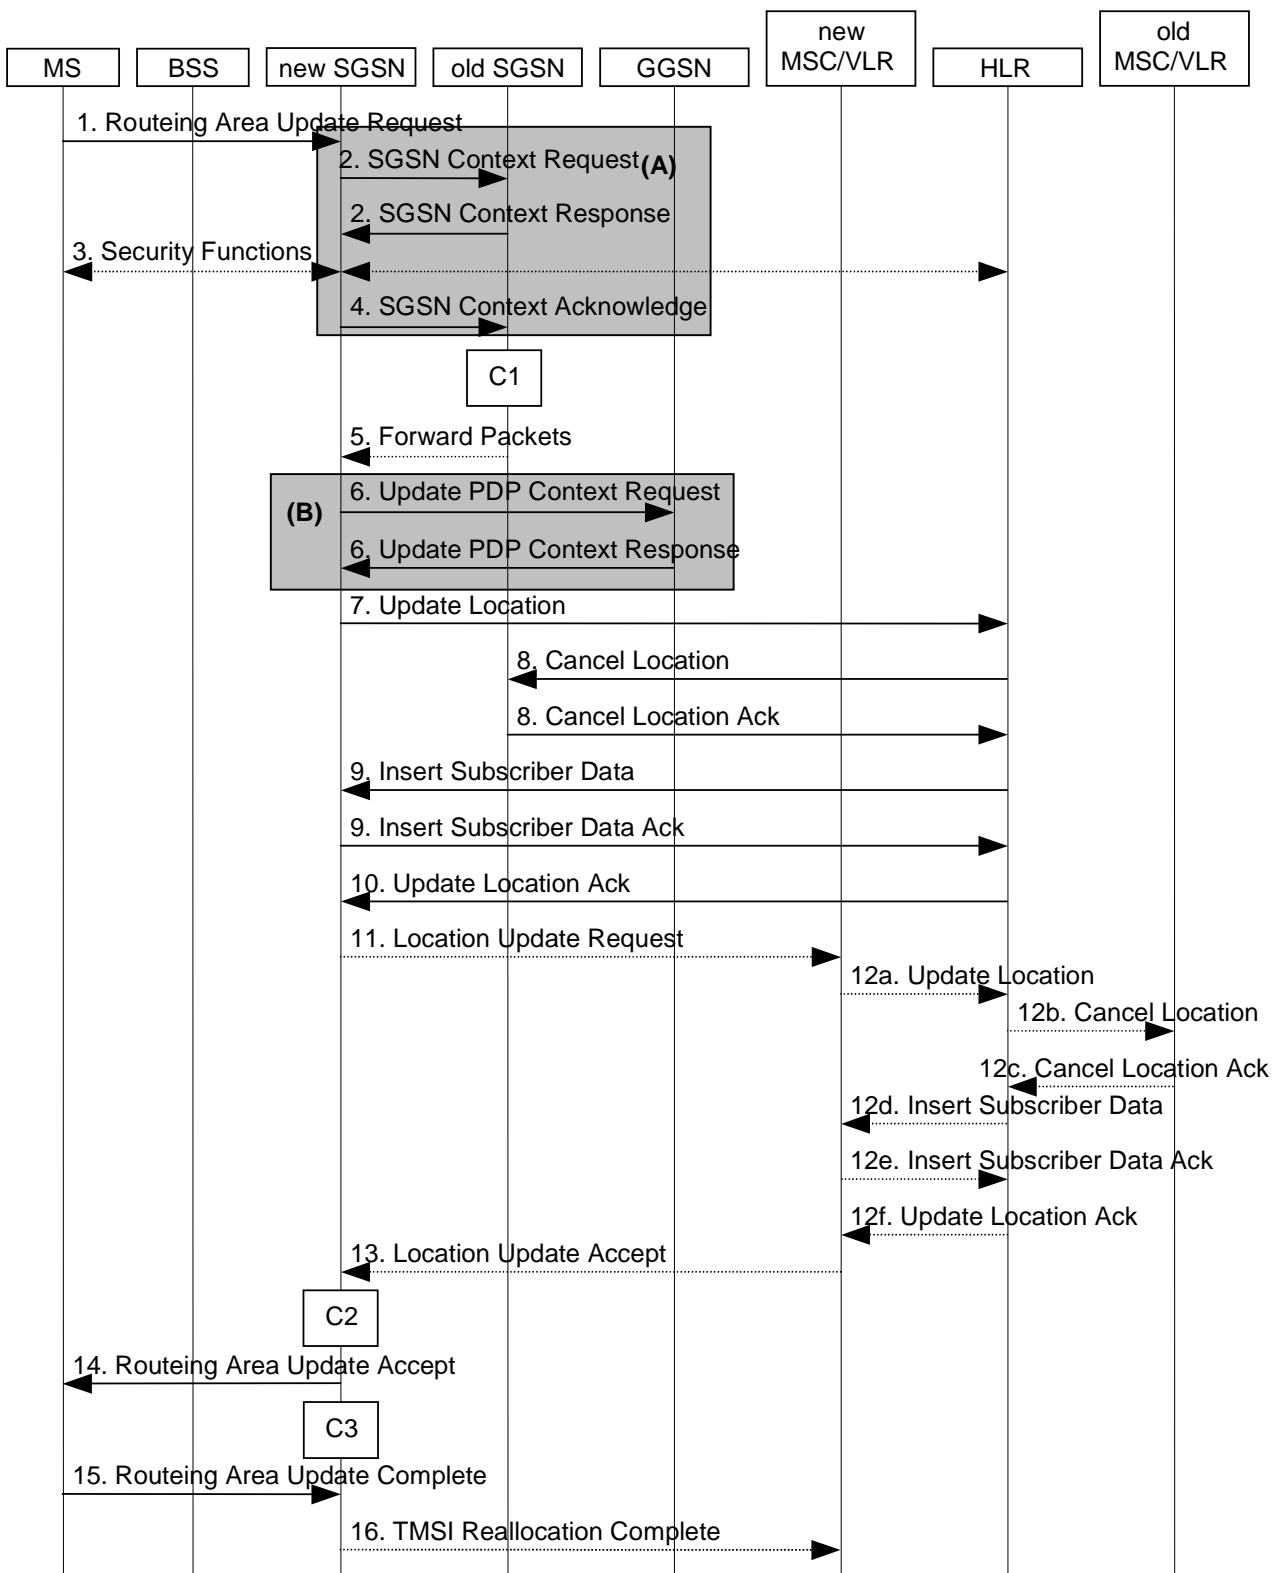 new
MSC/VLR
old
MSC/VLR
MS
BSS
new SGSN
old SGSN
GGSN
HLR
1. Routeing Area Update Request
2. SGSN Context Request
(A)
2. SGSN Context Response
3. Security Functions
4. SGSN Context Acknowledge
C1
5. Forward Packets
6. Update PDP Context Request
(B)
6. Update PDP Context Response
7. Update Location
8. Cancel Location
8. Cancel Location Ack
9. Insert Subscriber Data
9. Insert Subscriber Data Ack
10. Update Location Ack
11. Location Update Request
12a. Update Location
12b. Cancel Location
12c. Cancel Location Ack
12d. Insert Subscriber Data
12e. Insert Subscriber Data Ack
12f. Update Location Ack
13. Location Update Accept
C2
14. Routeing Area Update Accept
C3
15. Routeing Area Update Complete
16. TMSI Reallocation Complete